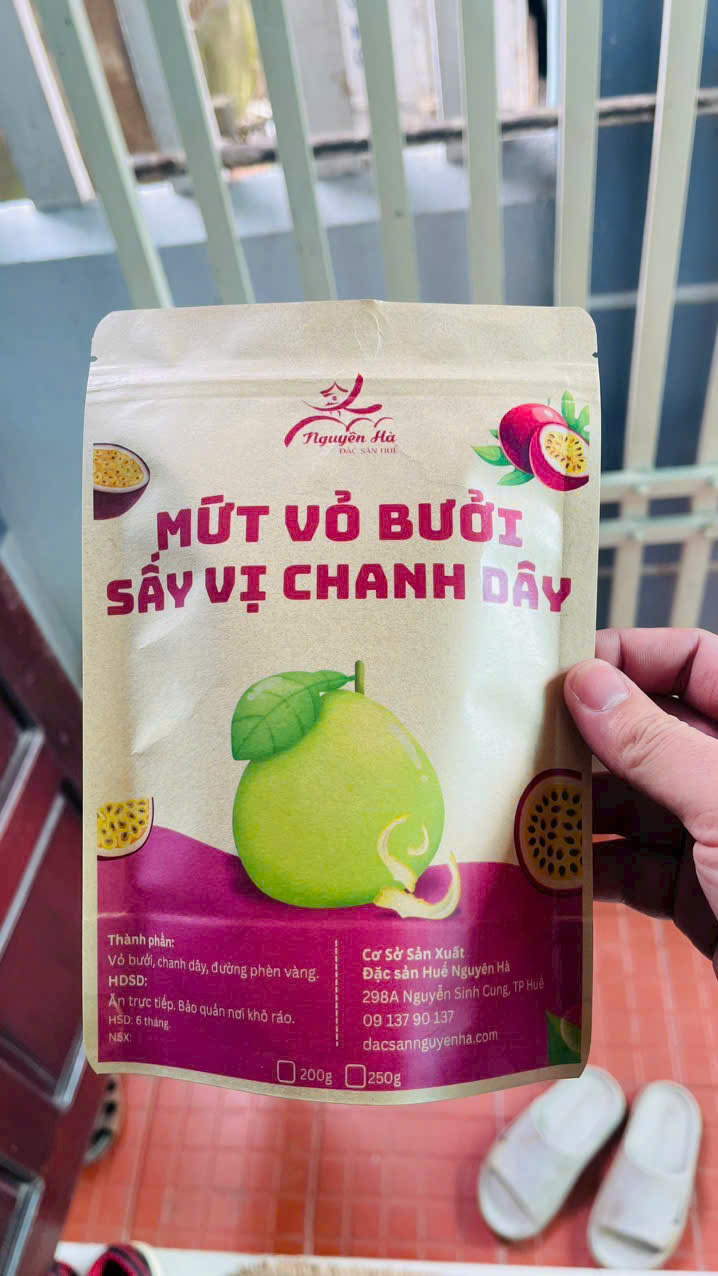 Nguyên Hà
ĐẶC SẢN HUẾ
MỨT VỎ BƯỞI
SẤY VỊ CHANH DÂY
Thành phần:
Vỏ bưởi, chanh dây, đường phèn vàng.
HDSD:
Ăn trực tiếp. Bảo quản nơi khô ráo.
HSD: 6 tháng
NSX:
Cơ Sở Sản Xuất
Đặc sản Huế Nguyên Hà
298A Nguyễn Sinh Cung, TP Huế
09 137 90 137
dacsannguyenha.com
200g 250g